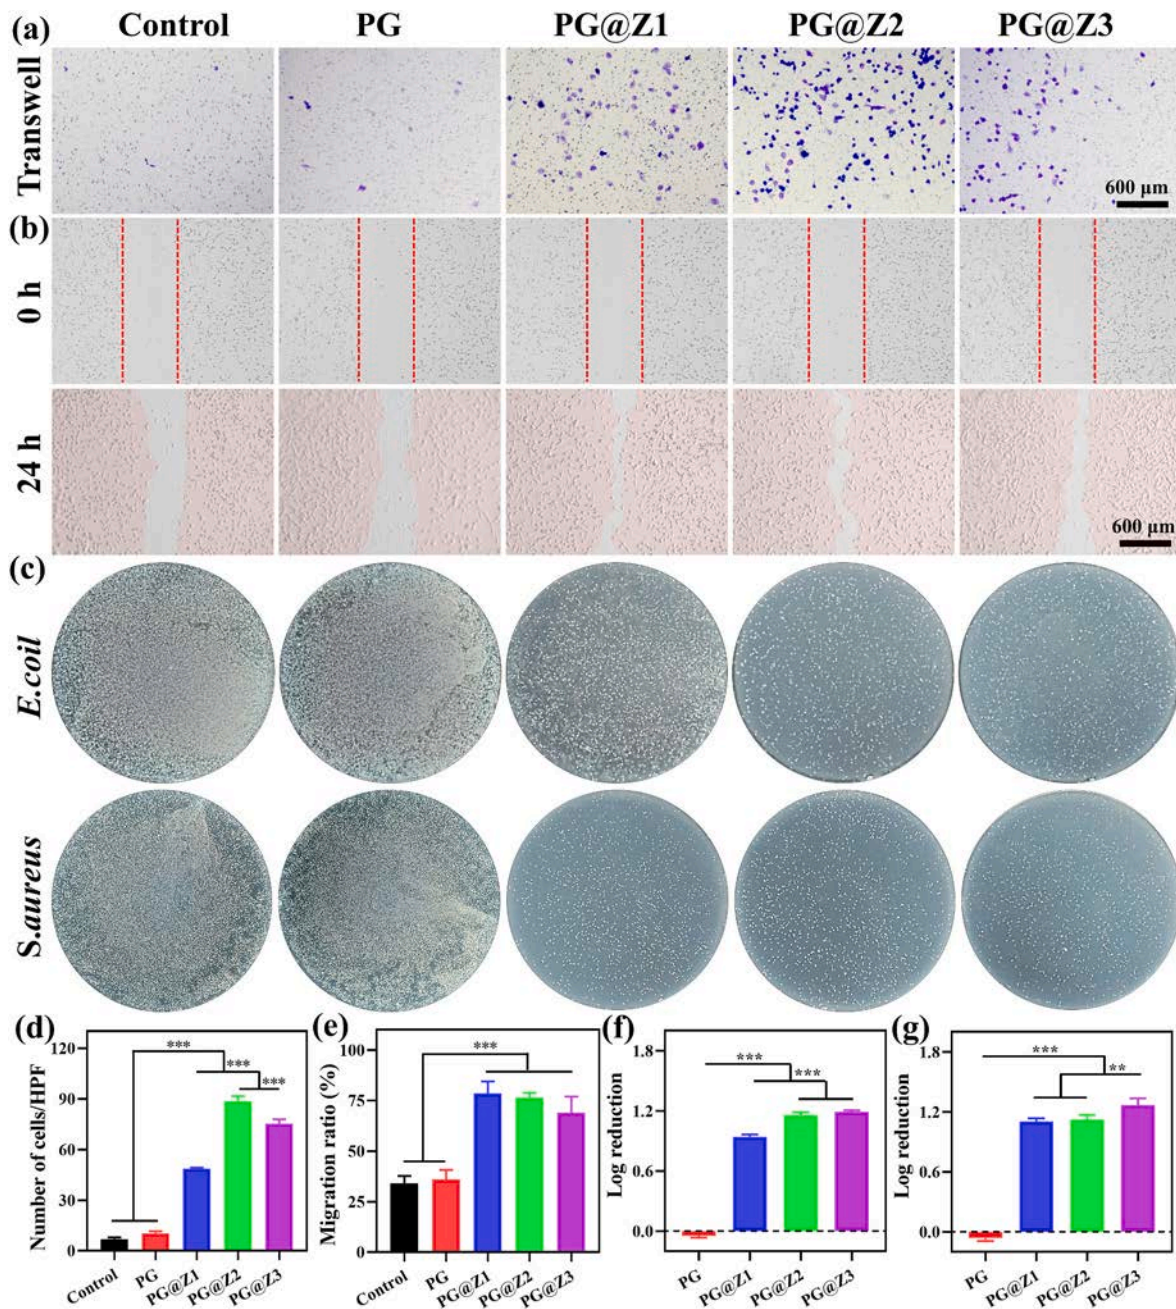 (a) Control PG PG@Z1 PG@Z2 PG@Z3
Transwell
600 µm
(b)
0 h
24 h
600 µm
(c)
E.coil
S.aureus
(d)
Number of cells/HPF
120
90
60
30
0
***
***
***
Control
PG
PG@Z1
PG@Z2
PG@Z3
(e)
Migration ratio (%)
100
75
50
25
0
***
Control
PG
PG@Z1
PG@Z2
PG@Z3
(f)
Log reduction
1.8
1.2
0.6
0.0
***
***
PG
PG@Z1
PG@Z2
PG@Z3
(g)
Log reduction
1.8
1.2
0.6
0.0
***
**
PG
PG@Z1
PG@Z2
PG@Z3